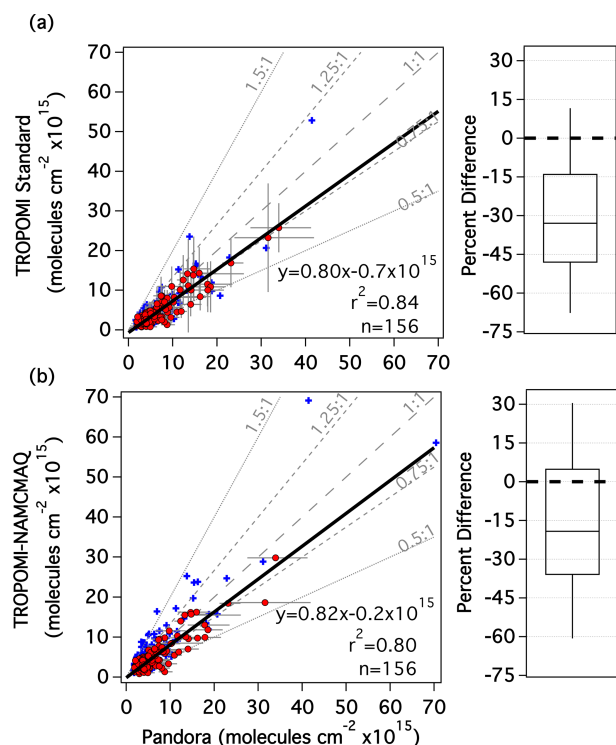 (a)
70
60
50
40
30
20
10
0
TROPOMI Standard
(molecules cm⁻² x10¹⁵)
1.5:1
1.25:1
1:1
0.75:1
0.5:1
y=0.80x-0.7x10¹⁵
r²=0.84
n=156
0 10 20 30 40 50 60 70
30
15
0
-15
-30
-45
-60
-75
Percent Difference
(b)
70
60
50
40
30
20
10
0
TROPOMI-NAMCMAQ
(molecules cm⁻² x10¹⁵)
1.5:1
1.25:1
1:1
0.75:1
0.5:1
y=0.82x-0.2x10¹⁵
r²=0.80
n=156
0 10 20 30 40 50 60 70
Pandora (molecules cm⁻² x10¹⁵)
30
15
0
-15
-30
-45
-60
-75
Percent Difference